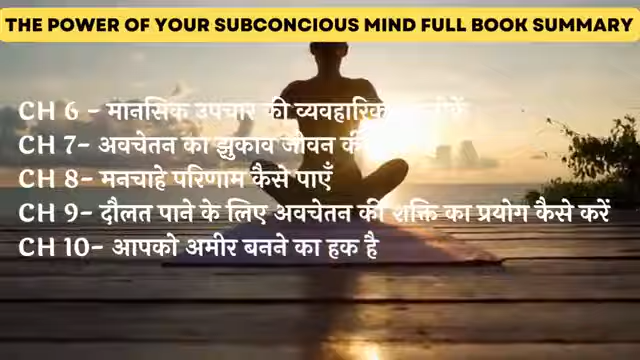 THE POWER OF YOUR SUBCONCIOUS MIND FULL BOOK SUMMARY
CH 6 - मानसिक उपचार की व्यवहारिक
CH 7- अवचेतन का झुकाव जीवन की
CH 8- मनचाहे परिणाम कैसे पाएँ
CH 9- दौलत पाने के लिए अवचेतन की शक्ति का प्रयोग कैसे करें
CH 10- आपको अमीर बनने का हक है